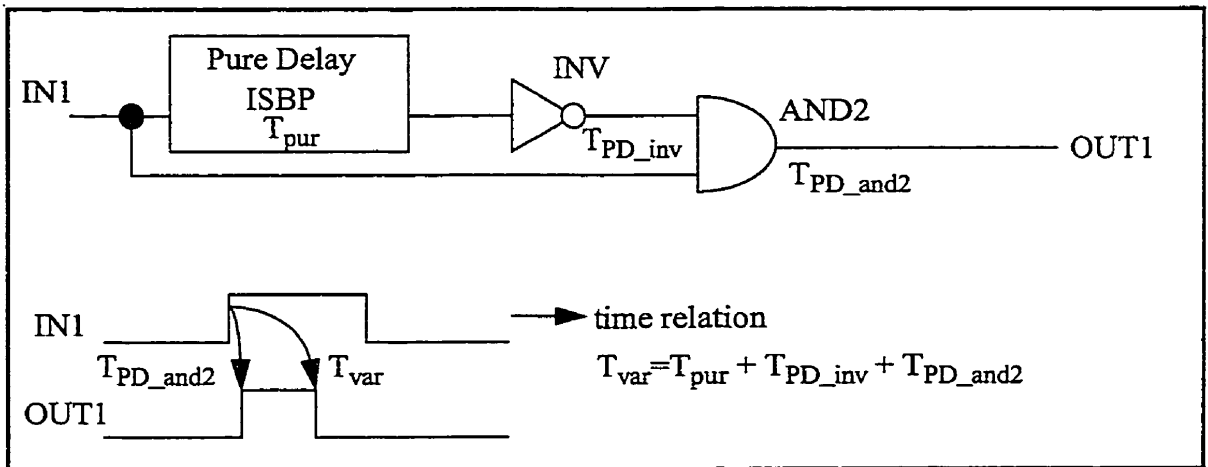 Pure Delay
ISBP
T_pur
IN1
INV
T_PD_inv
AND2
T_PD_and2
OUT1
IN1
T_PD_and2
T_var
OUT1
time relation
T_var=T_pur + T_PD_inv + T_PD_and2